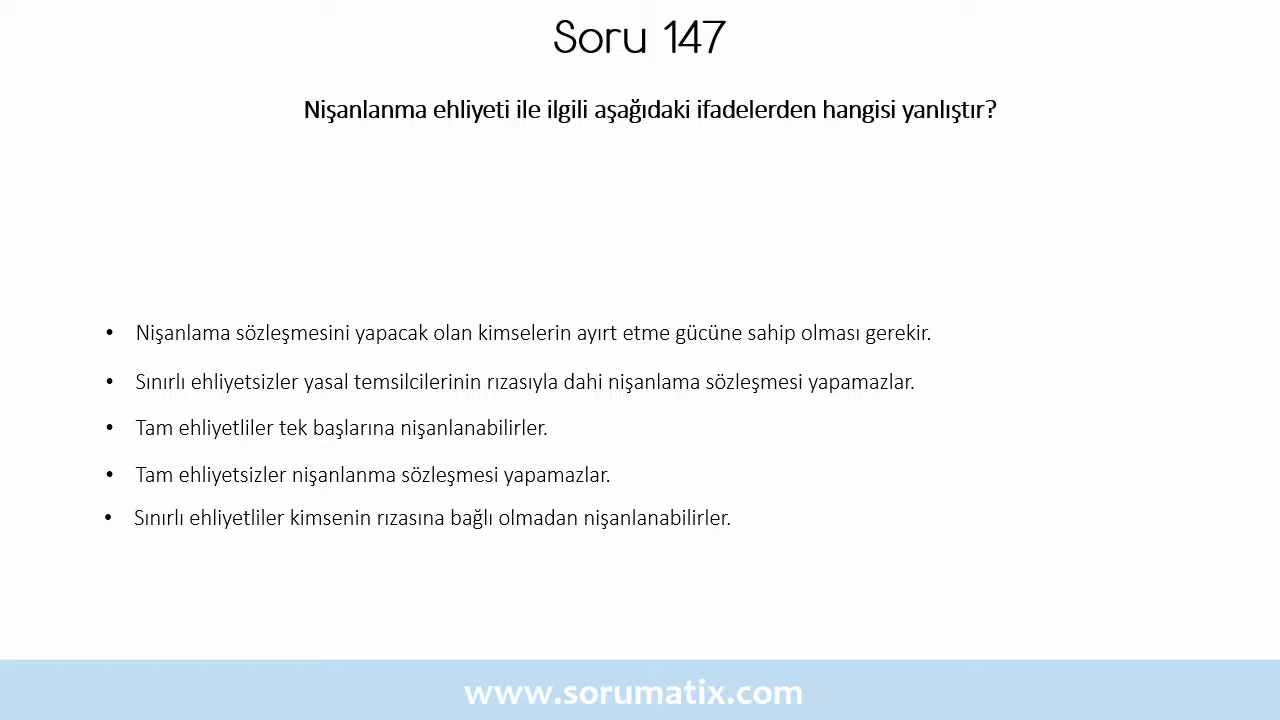 Soru 147
Nişanlanma ehliyeti ile ilgili aşağıdaki ifadelerden hangisi yanlıştır?
• Nişanlama sözleşmesini yapacak olan kimselerin ayırt etme gücüne sahip olması gerekir.
• Sınırlı ehliyetsizler yasal temsilcilerinin rızasıyla dahi nişanlama sözleşmesi yapamazlar.
• Tam ehliyetliler tek başlarına nişanlanabilirler.
• Tam ehliyetsizler nişanlanma sözleşmesi yapamazlar.
• Sınırlı ehliyetliler kimsenin rızasına bağlı olmadan nişanlanabilirler.
www.sorumatix.com